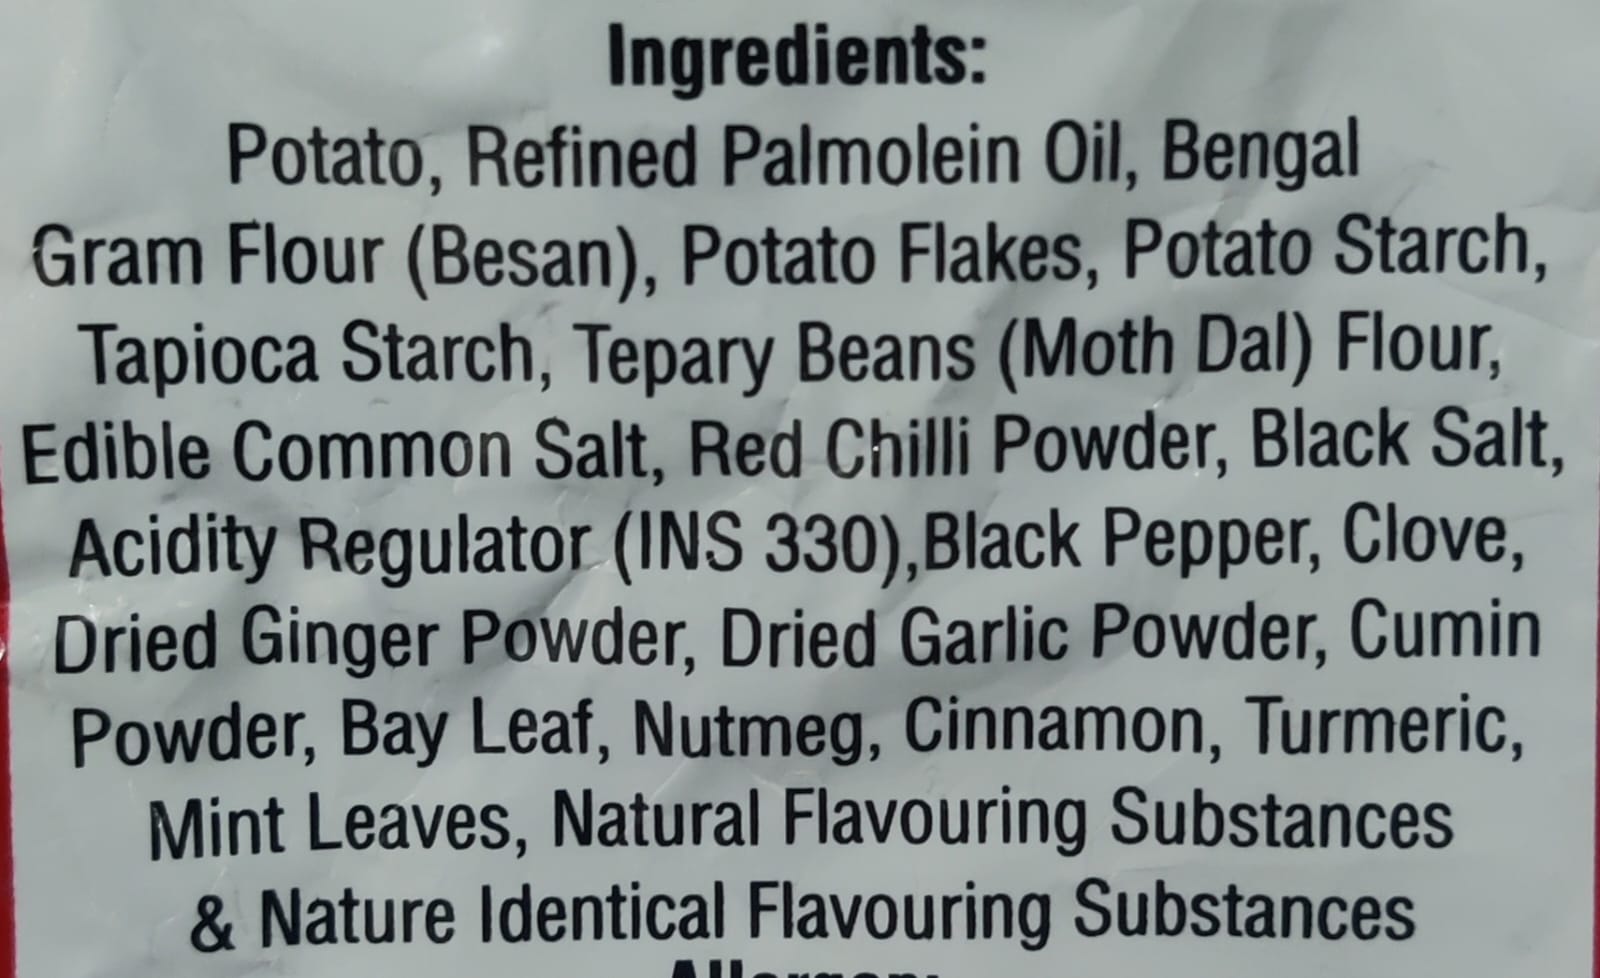 Ingredients:
Potato, Refined Palmolein Oil, Bengal
Gram Flour (Besan), Potato Flakes, Potato Starch,
Tapioca Starch, Tepary Beans (Moth Dal) Flour,
Edible Common Salt, Red Chilli Powder, Black Salt,
Acidity Regulator (INS 330),Black Pepper, Clove,
Dried Ginger Powder, Dried Garlic Powder, Cumin
Powder, Bay Leaf, Nutmeg, Cinnamon, Turmeric,
Mint Leaves, Natural Flavouring Substances
& Nature Identical Flavouring Substances